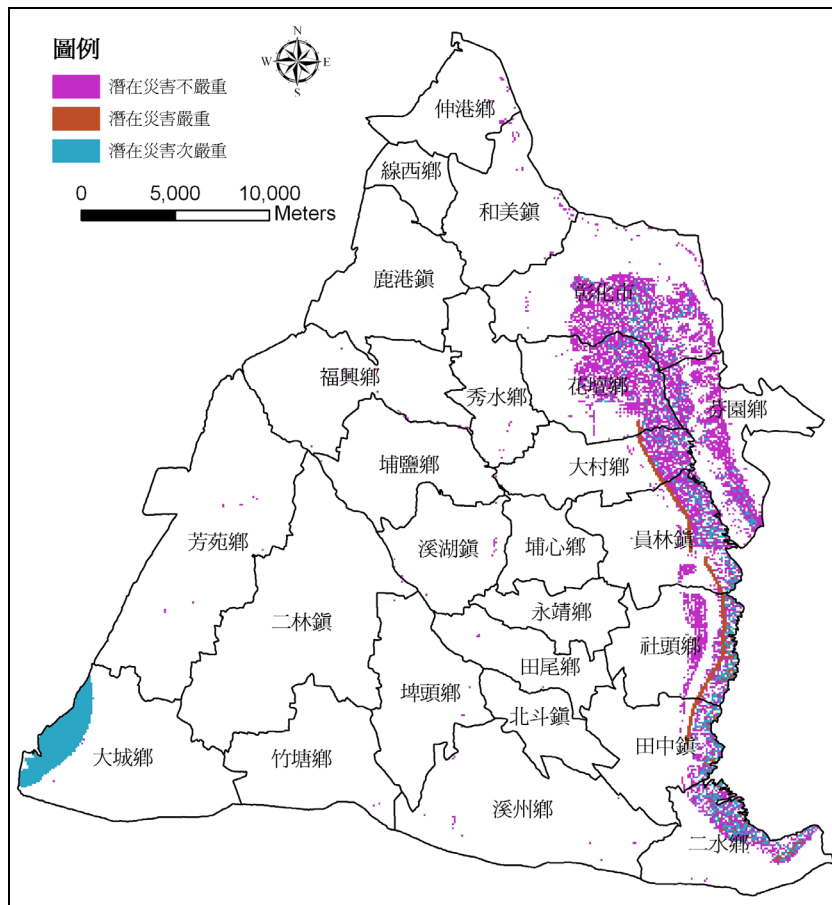 圖例
潛在災害不嚴重
潛在災害嚴重
潛在災害次嚴重
N
W
E
S
0 5,000 10,000
Meters
伸港鄉
線西鄉
和美鎮
鹿港鎮
彰化市
福興鄉
秀水鄉
花壇鄉
芬園鄉
埔鹽鄉
大村鄉
芳苑鄉
溪湖鎮
埔心鄉
員林鎮
二林鎮
永靖鄉
社頭鄉
田尾鄉
埤頭鄉
北斗鎮
田中鎮
大城鄉
竹塘鄉
溪州鄉
二水鄉